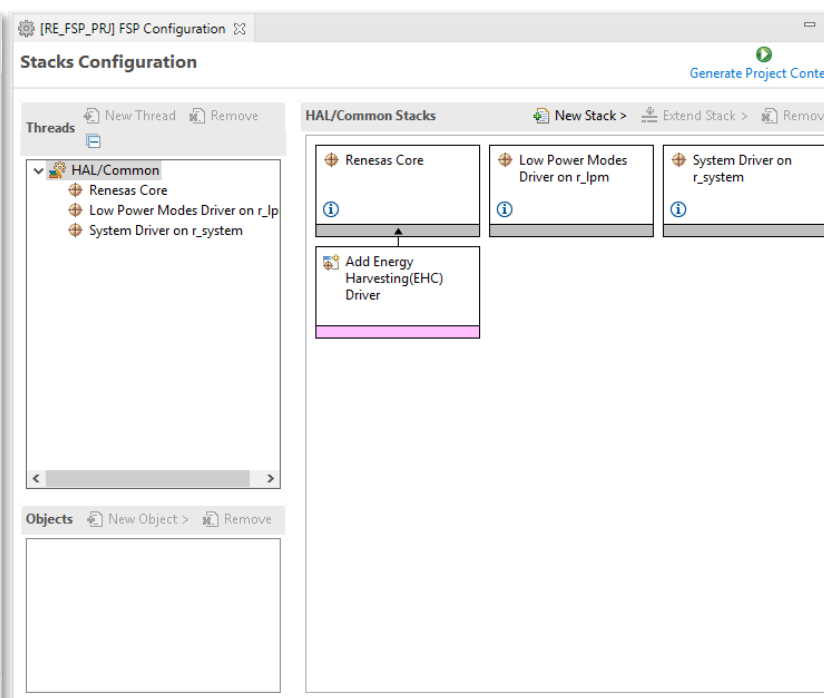 [RE_FSP_PRJ] FSP Configuration
Stacks Configuration
Generate Project Conte
Threads
New Thread
Remove
HAL/Common
Renesas Core
Low Power Modes Driver on r_lp
System Driver on r_system
HAL/Common Stacks
New Stack >
Extend Stack >
Remov
Renesas Core
Low Power Modes
Driver on r_lpm
System Driver on
r_system
Add Energy
Harvesting(EHC)
Driver
Objects
New Object >
Remove